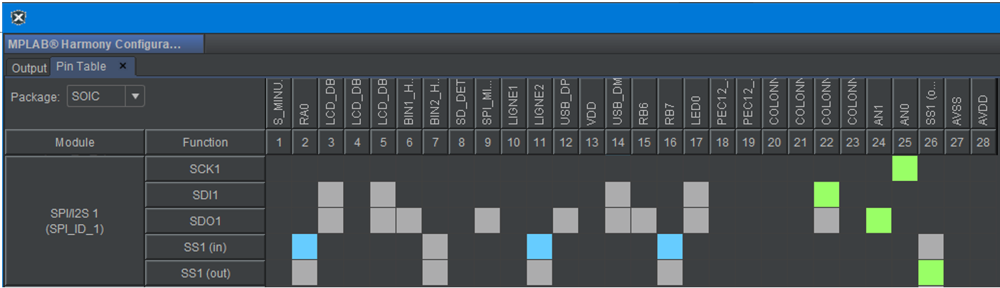 MPLAB® Harmony Configura...
Output Pin Table ×
Package: SOIC
S_MINU.
RA0
LCD_DB
LCD_DB
LCD_DB
BIN1_H..
BIN2_H..
SD_DET
SPI_MI...
LIGNE1
LIGNE2
USB_DP
VDD
USB_DM
RB6
RB7
LED0
PEC12_.
PEC12_.
COLONN
COLONN
COLONN
COLONN
AN1
AN0
SS1 (o...
AVSS
AVDD
Module Function 1 2 3 4 5 6 7 8 9 10 11 12 13 14 15 16 17 18 19 20 21 22 23 24 25 26 27 28
SPI/I2S 1
(SPI_ID_1)
SCK1
SDI1
SDO1
SS1 (in)
SS1 (out)